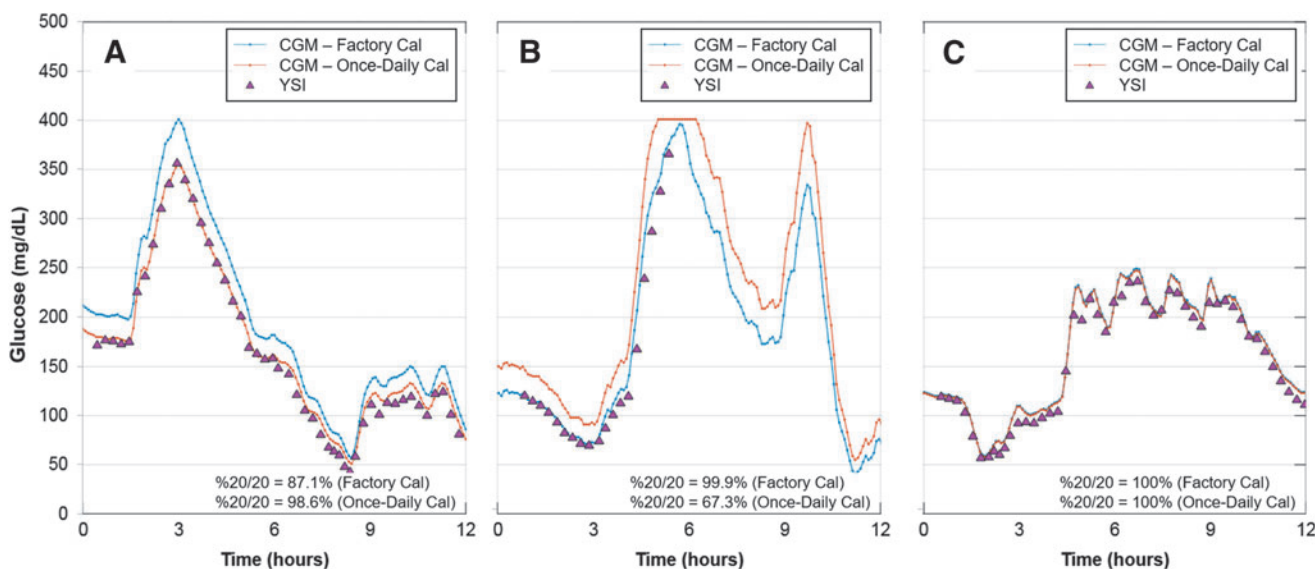 A
CGM – Factory Cal
CGM – Once-Daily Cal
YSI
B
CGM – Factory Cal
CGM – Once-Daily Cal
YSI
C
CGM – Factory Cal
CGM – Once-Daily Cal
YSI
Glucose (mg/dL)
500
450
400
350
300
250
200
150
100
50
0
%20/20 = 87.1% (Factory Cal)
%20/20 = 98.6% (Once-Daily Cal)
%20/20 = 99.9% (Factory Cal)
%20/20 = 67.3% (Once-Daily Cal)
%20/20 = 100% (Factory Cal)
%20/20 = 100% (Once-Daily Cal)
0 3 6 9 12
0 3 6 9 12
0 3 6 9 12
Time (hours)
Time (hours)
Time (hours)